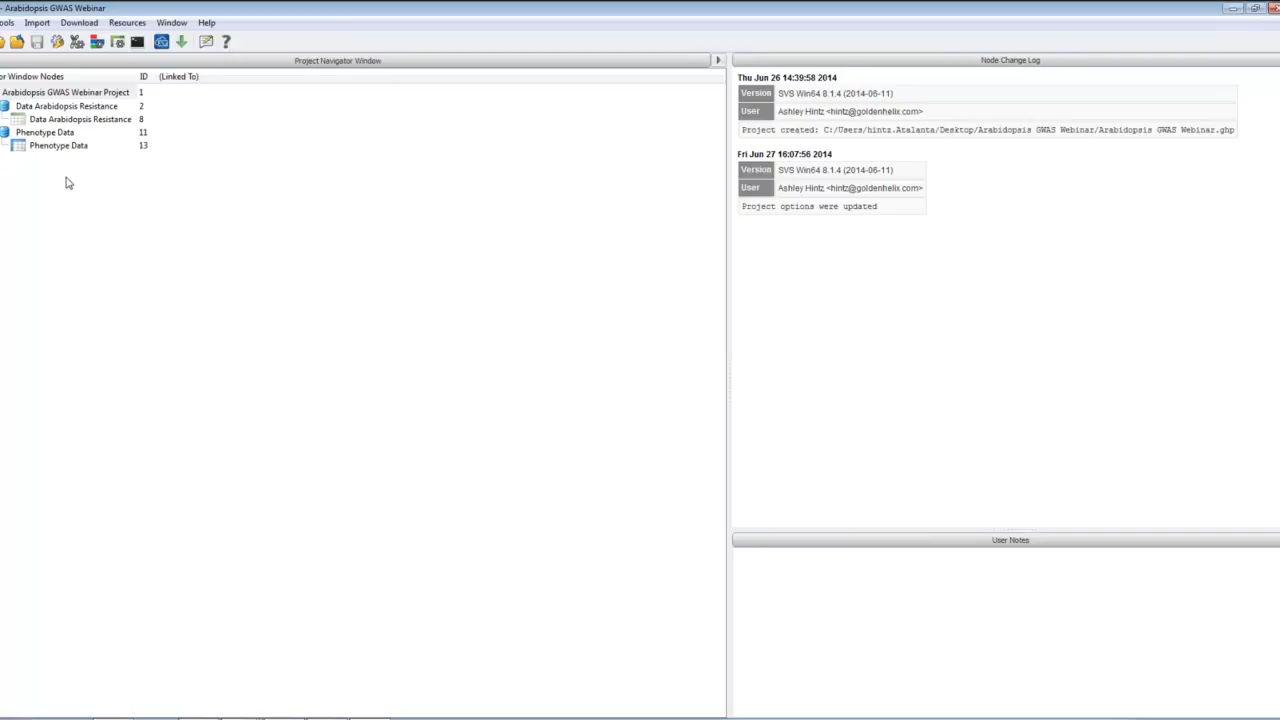 - Arabidopsis GWAS Webinar
ools Import Download Resources Window Help
Project Navigator Window
or Window Nodes ID (Linked To)
Arabidopsis GWAS Webinar Project 1
Data Arabidopsis Resistance 2
Data Arabidopsis Resistance 8
Phenotype Data 11
Phenotype Data 13
Node Change Log
Thu Jun 26 14:39:58 2014
Version SVS Win64 8.1.4 (2014-06-11)
User Ashley Hintz <hintz@goldenhelix.com>
Project created: C:/Users/hintz.Atalanta/Desktop/Arabidopsis GWAS Webinar/Arabidopsis GWAS Webinar.ghp
Fri Jun 27 16:07:56 2014
Version SVS Win64 8.1.4 (2014-06-11)
User Ashley Hintz <hintz@goldenhelix.com>
Project options were updated
User Notes